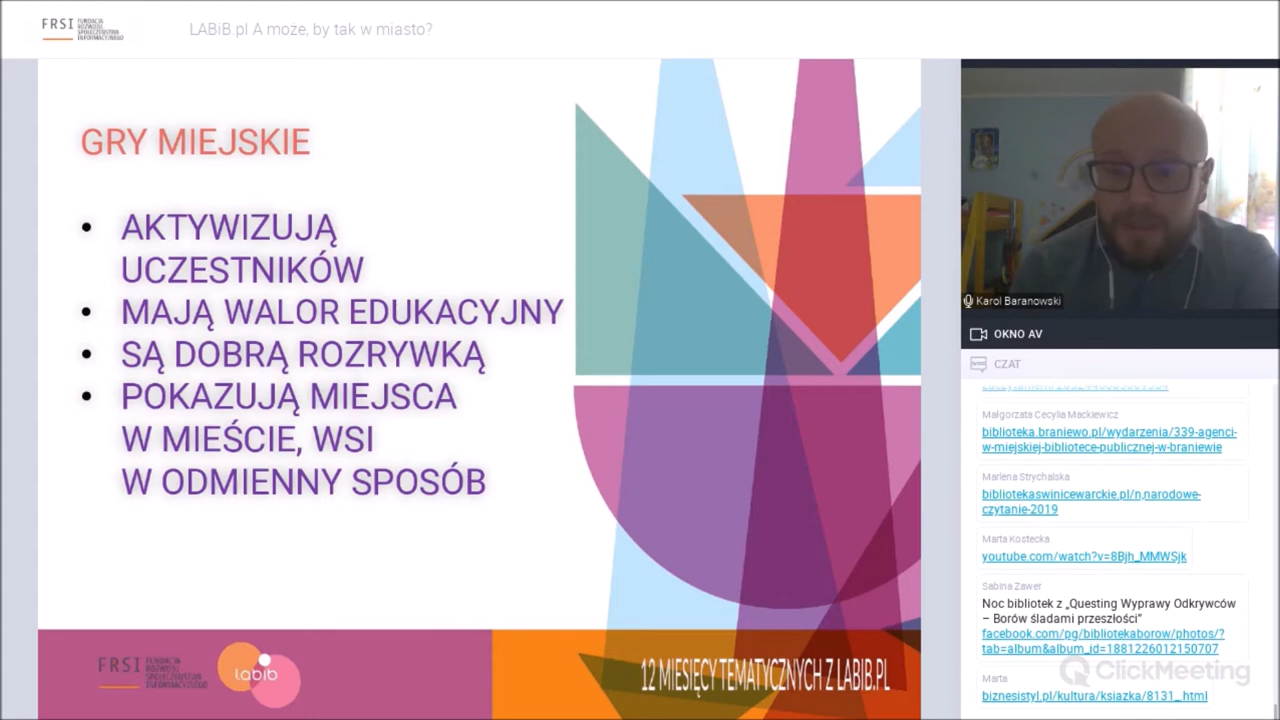 FRSI FUNDACJA
ROZWOJU
SPOŁECZEŃSTWA
INFORMACYJNEGO
LABiB.pl A może, by tak w miasto?
GRY MIEJSKIE
• AKTYWIZUJĄ
UCZESTNIKÓW
• MAJĄ WALOR EDUKACYJNY
• SĄ DOBRĄ ROZRYWKĄ
• POKAZUJĄ MIEJSCA
W MIEŚCIE, WSI
W ODMIENNY SPOSÓB
FRSI FUNDACJA
ROZWOJU
SPOŁECZEŃSTWA
INFORMACYJNEGO
labib
12 MIESIĘCY TEMATYCZNYCH Z LABIB.PL
Karol Baranowski
OKNO AV
CZAT
Małgorzata Cecylia Mackiewicz
biblioteka.braniewo.pl/wydarzenia/339-agenci-
w-miejskiej-bibliotece-publicznej-w-braniewie
Marlena Strychalska
bibliotekaswinicewarckie.pl/n,narodowe-
czytanie-2019
Marta Kostecka
youtube.com/watch?v=8Bjh_MMWSjk
Sabina Zawer
Noc bibliotek z „Questing Wyprawy Odkrywców
– Borów śladami przeszłości”
facebook.com/pg/bibliotekaborow/photos/?
tab=album&album_id=1881226012150707
ClickMeeting
Marta
biznesistyl.pl/kultura/ksiazka/8131_.html